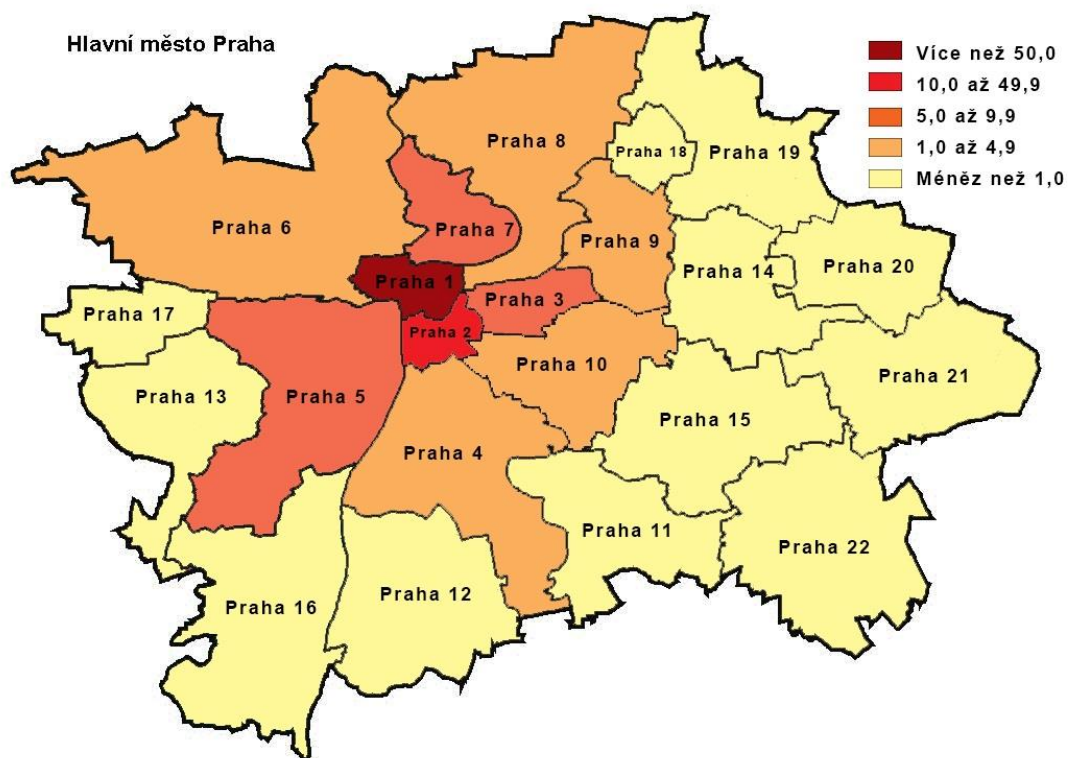 Hlavní město Praha
Více než 50,0
10,0 až 49,9
5,0 až 9,9
1,0 až 4,9
Méněz než 1,0
Praha 8
Praha 18
Praha 19
Praha 6
Praha 7
Praha 9
Praha 14
Praha 20
Praha 1
Praha 3
Praha 17
Praha 2
Praha 10
Praha 21
Praha 13
Praha 5
Praha 15
Praha 4
Praha 11
Praha 22
Praha 12
Praha 16